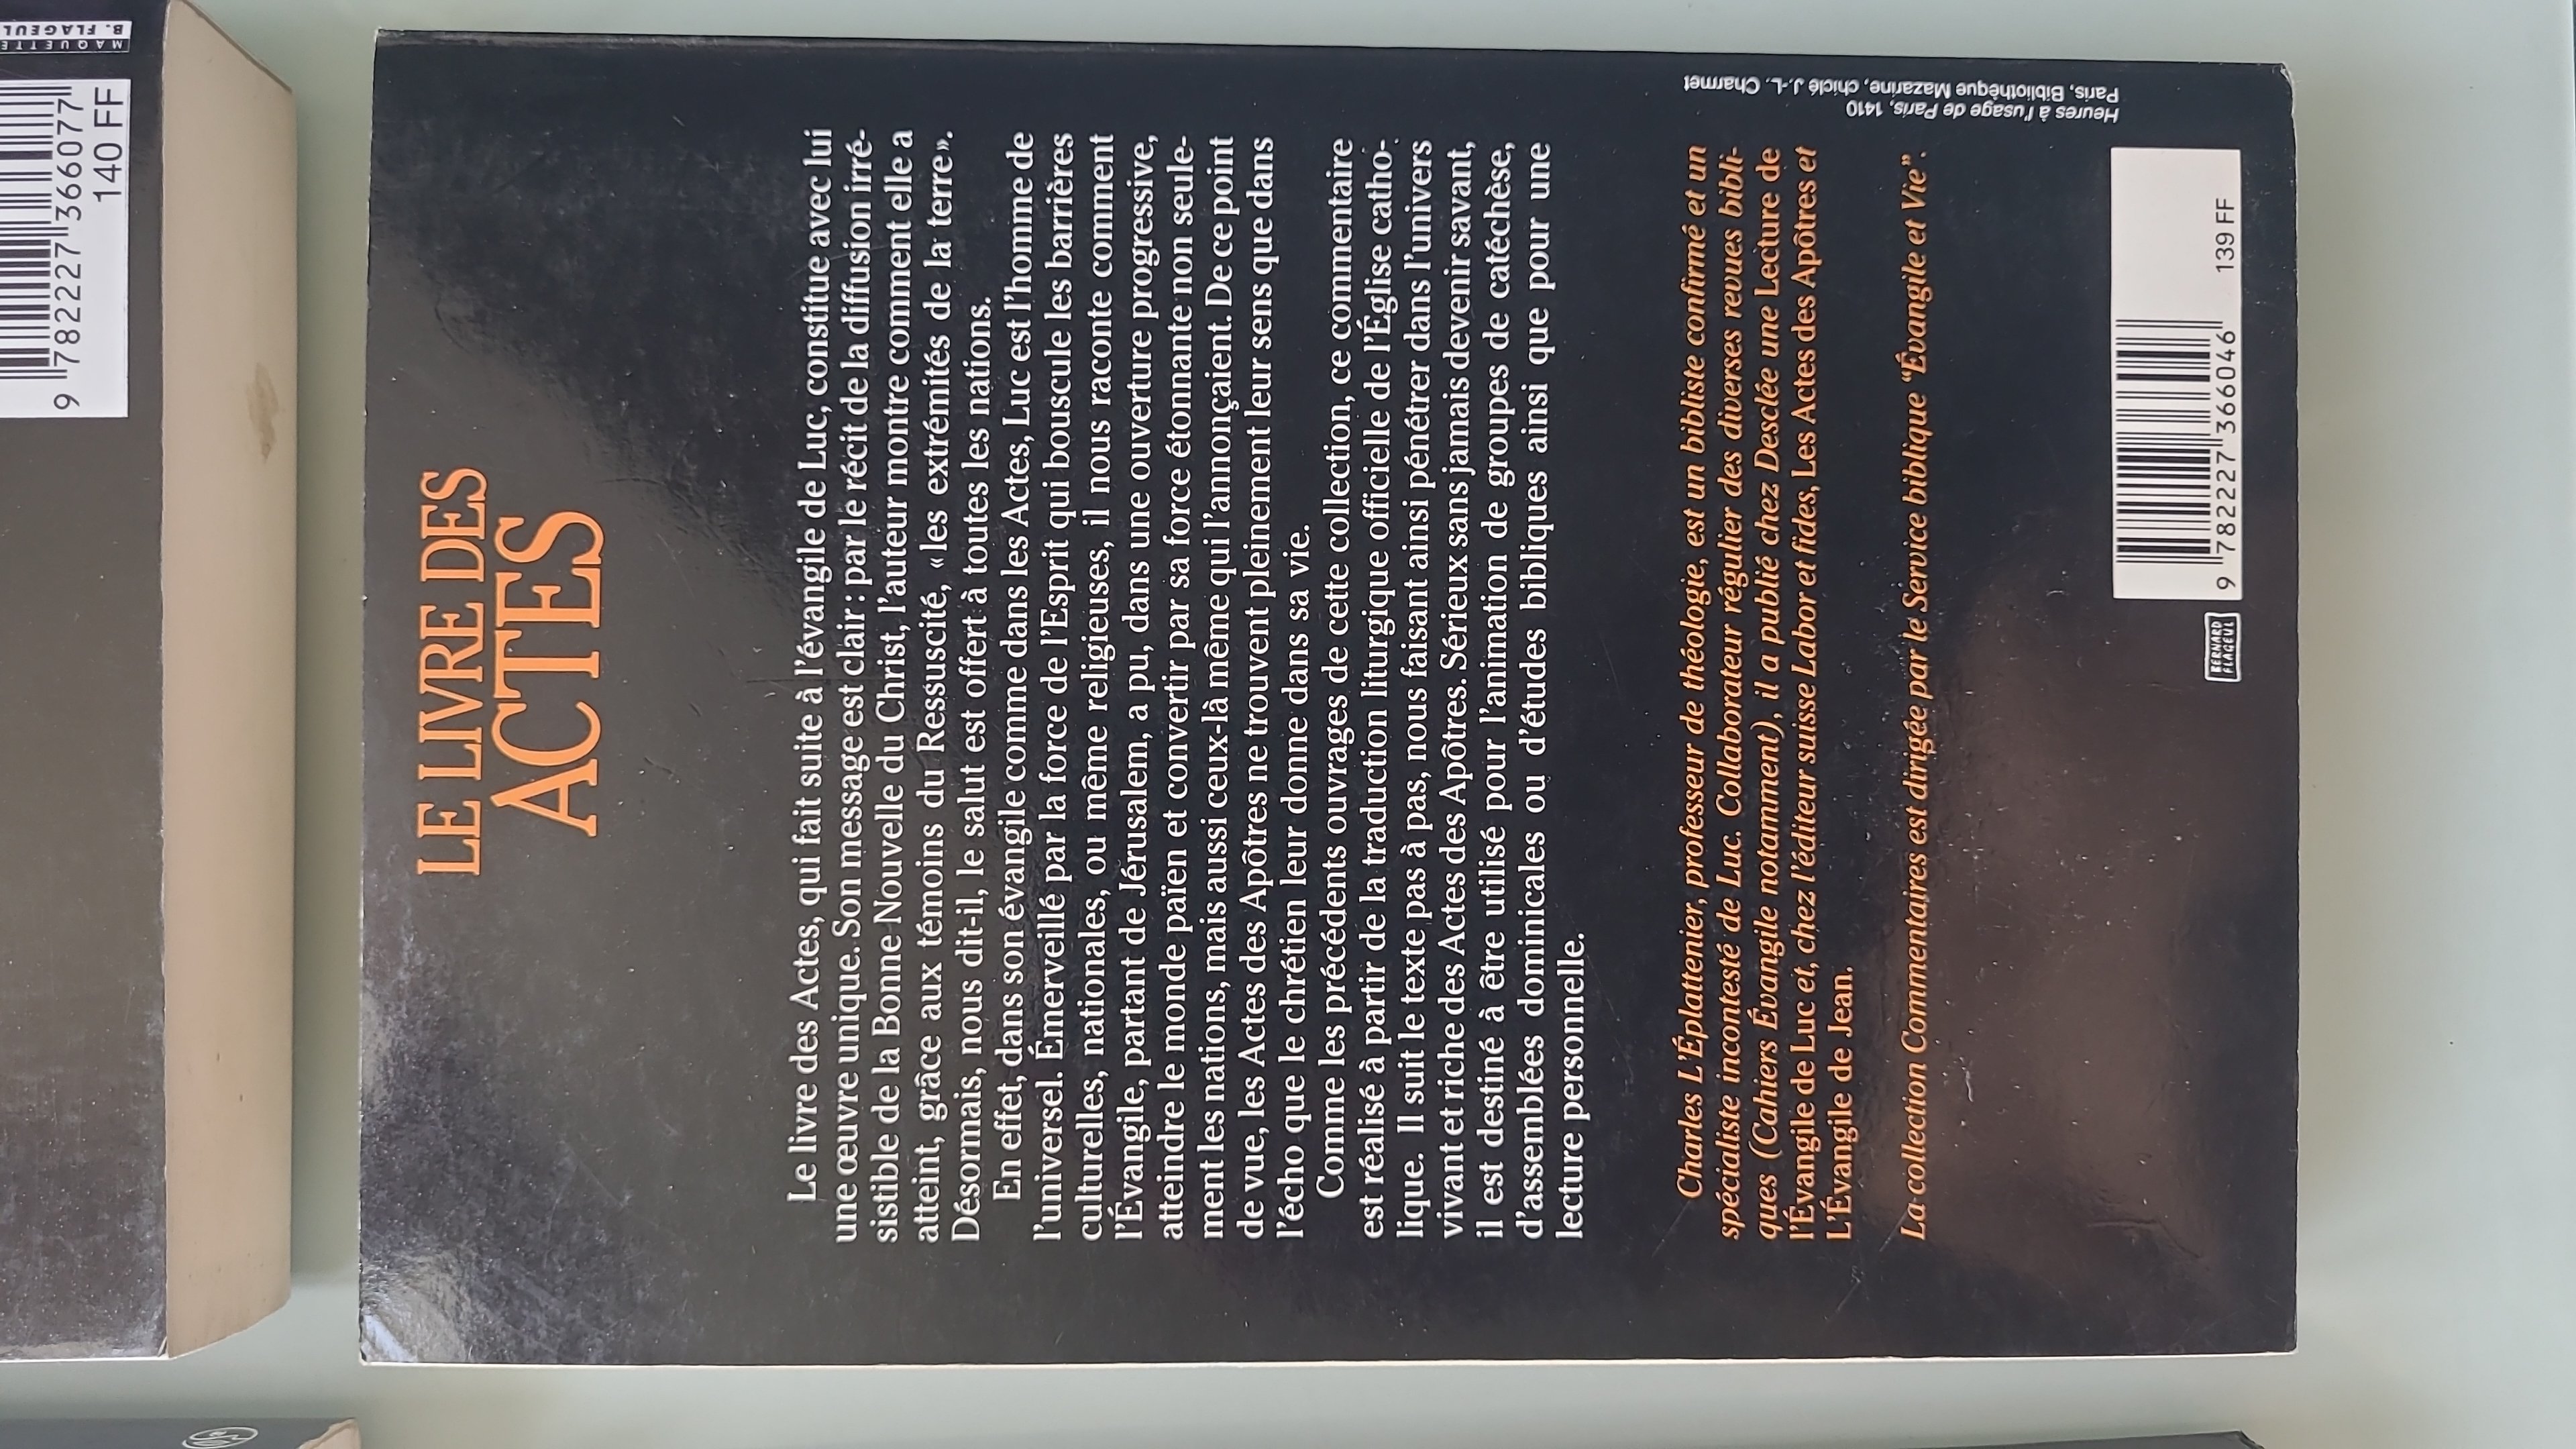 9 782227 366077
140 FF
MAQUETTE
B. FLAGEUL
LE LIVRE DES
ACTES
Le livre des Actes, qui fait suite à l'évangile de Luc, constitue avec lui
une œuvre unique. Son message est clair : par le récit de la diffusion irré-
sistible de la Bonne Nouvelle du Christ, l'auteur montre comment elle a
atteint, grâce aux témoins du Ressuscité, «les extrémités de la terre».
Désormais, nous dit-il, le salut est offert à toutes les nations.
En effet, dans son évangile comme dans les Actes, Luc est l'homme de
l'universel. Émerveillé par la force de l'Esprit qui bouscule les barrières
culturelles, nationales, ou même religieuses, il nous raconte comment
l'Évangile, partant de Jérusalem, a pu, dans une ouverture progressive,
atteindre le monde païen et convertir par sa force étonnante non seule-
ment les nations, mais aussi ceux-là même qui l'annonçaient. De ce point
de vue, les Actes des Apôtres ne trouvent pleinement leur sens que dans
l'écho que le chrétien leur donne dans sa vie.
Comme les précédents ouvrages de cette collection, ce commentaire
est réalisé à partir de la traduction liturgique officielle de l'Église catho-
lique. Il suit le texte pas à pas, nous faisant ainsi pénétrer dans l'univers
vivant et riche des Actes des Apôtres. Sérieux sans jamais devenir savant,
il est destiné à être utilisé pour l'animation de groupes de catéchèse,
d'assemblées dominicales ou d'études bibliques ainsi que pour une
lecture personnelle.
Charles L'Éplattenier, professeur de théologie, est un bibliste confirmé et un
spécialiste incontesté de Luc. Collaborateur régulier des diverses revues bibli-
ques (Cahiers Évangile notamment), il a publié chez Desclée une Lecture de
l'Évangile de Luc et, chez l'éditeur suisse Labor et fides, Les Actes des Apôtres et
L'Évangile de Jean.
La collection Commentaires est dirigée par le Service biblique “Évangile et Vie”.
Heures à l'usage de Paris, 1410
Paris, Bibliothèque Mazarine, chiclé J.-L. Charmet
BERNARD
FLAGEUL
9 782227 366046
139 FF